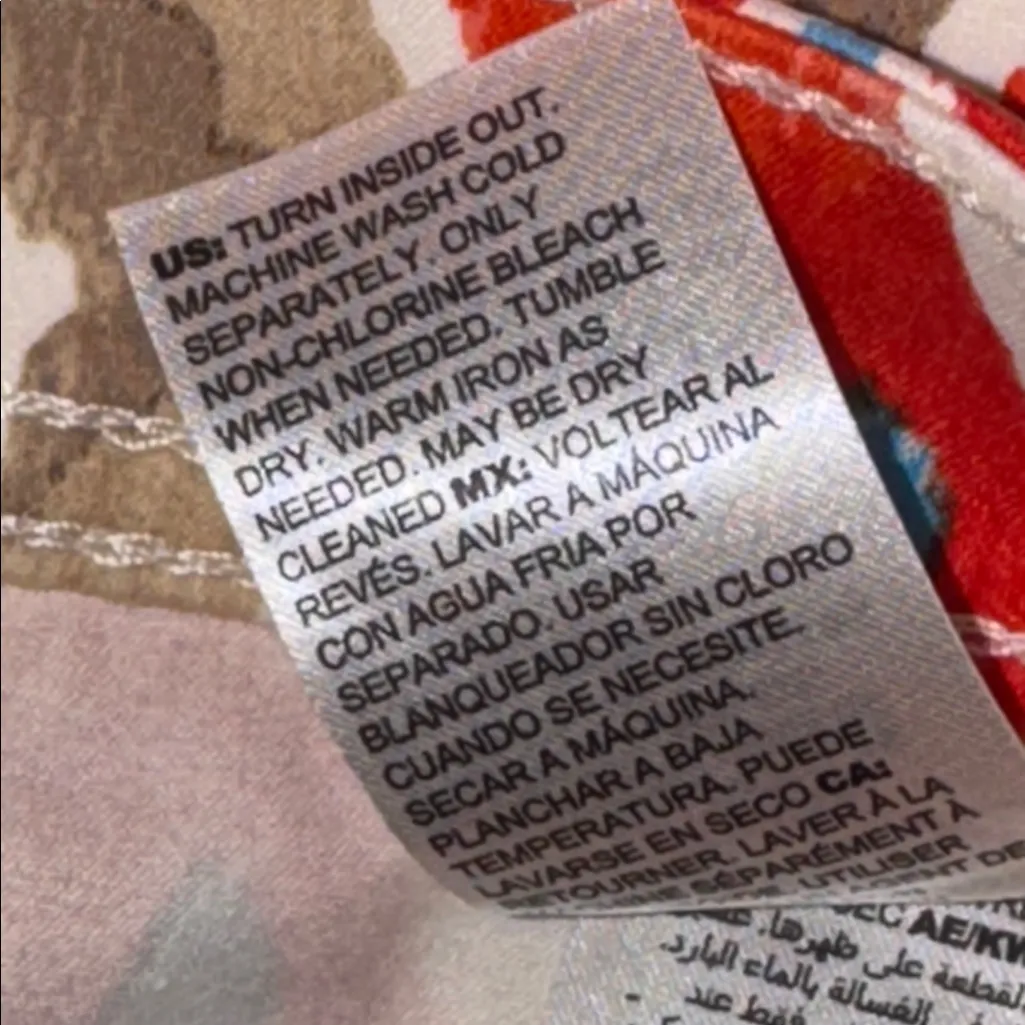 US: TURN INSIDE OUT.
MACHINE WASH COLD
SEPARATELY. ONLY
NON-CHLORINE BLEACH
WHEN NEEDED. TUMBLE
DRY. WARM IRON AS
NEEDED. MAY BE DRY
CLEANED MX: VOLTEAR AL
REVÉS. LAVAR A MÁQUINA
CON AGUA FRIA POR
SEPARADO. USAR
BLANQUEADOR SIN CLORO
CUANDO SE NECESITE.
SECAR A MÁQUINA.
PLANCHAR A BAJA
TEMPERATURA. PUEDE
LAVARSE EN SECO CA:
LAVER À LA
SÉPARÉMENT À
UTILISER
DE
AE/KW
القطعة على ظهرها.
الغسالة بالماء البارد.
فقط عند